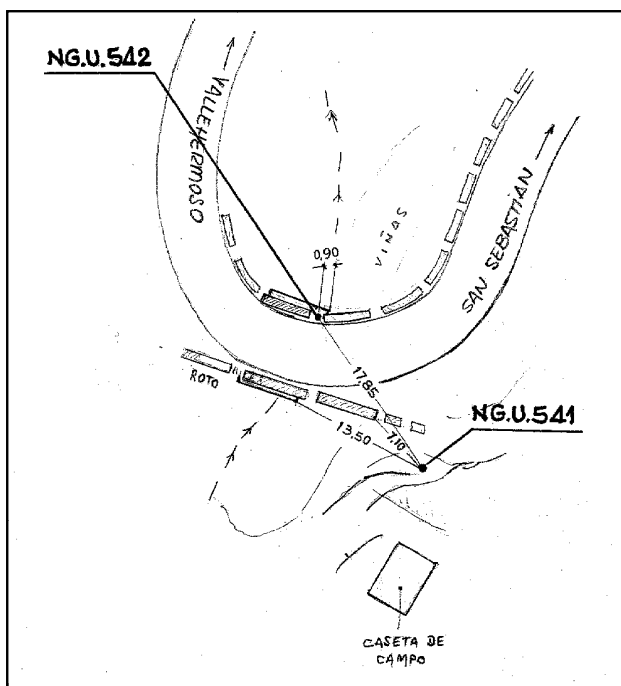 NG.U.542
VALLEHERMOSO
0,90
VIÑAS
SAN SEBASTIÁN
17.85
ROTO
13.50
7.10
NG.U.541
CASETA DE
CAMPO